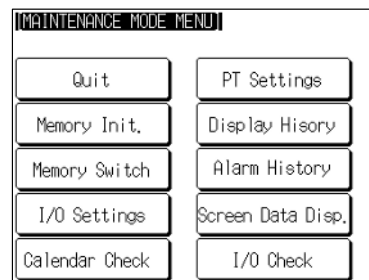 [MAINTENANCE MODE MENU]
Quit
PT Settings
Memory Init.
Display Hisory
Memory Switch
Alarm History
I/O Settings
Screen Data Disp.
Calendar Check
I/O Check